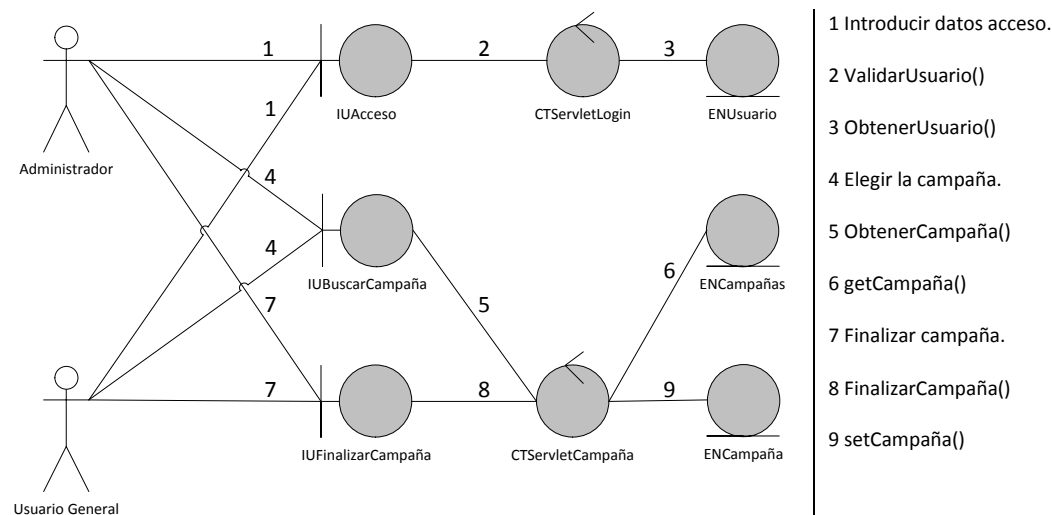 1
2
3
IUAcceso
CTServletLogin
ENUsuario
1
Administrador
4
4
IUBuscarCampaña
5
6
ENCampañas
7
7
8
9
IUFinalizarCampaña
CTServletCampaña
ENCampaña
Usuario General
1 Introducir datos acceso.
2 ValidarUsuario()
3 ObtenerUsuario()
4 Elegir la campaña.
5 ObtenerCampaña()
6 getCampaña()
7 Finalizar campaña.
8 FinalizarCampaña()
9 setCampaña()